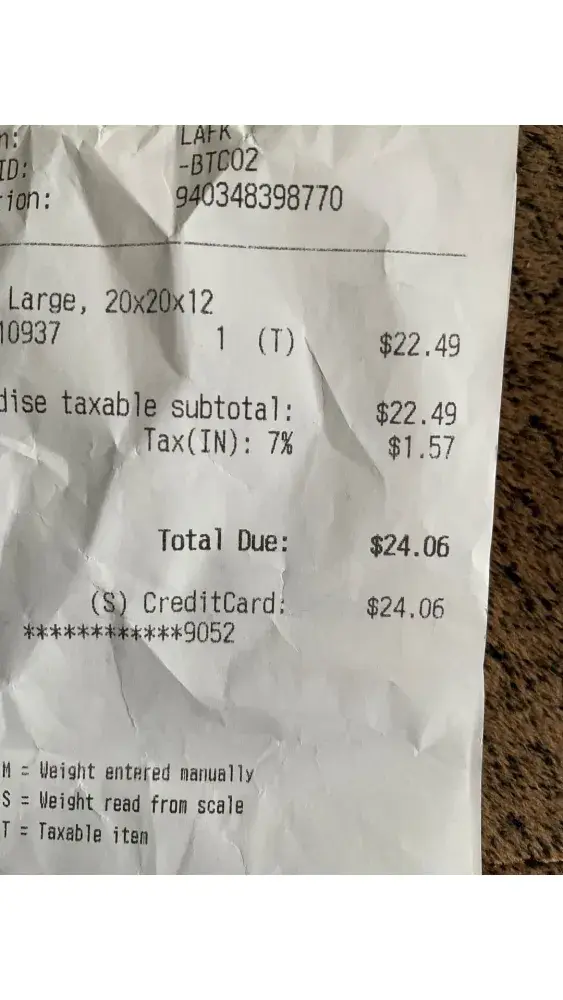 n: LAFK
ID: -BTC02
ion: 940348398770
Large, 20x20x12
10937 1 (T) $22.49
dise taxable subtotal: $22.49
Tax(IN): 7% $1.57
Total Due: $24.06
(S) CreditCard: $24.06
************9052
M = Weight entered manually
S = Weight read from scale
T = Taxable item